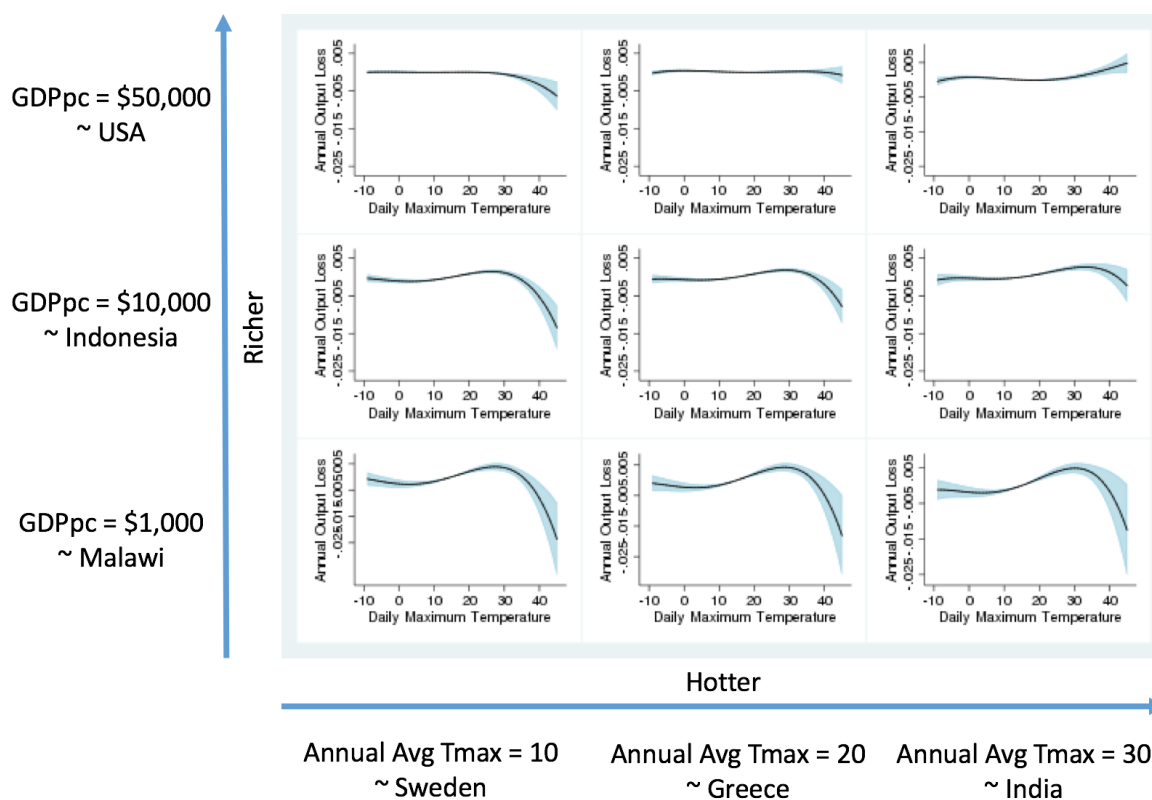 GDPpc = $50,000
~ USA
Annual Output Loss
-.025 -.015 -.005 .005
-10 0 10 20 30 40
Daily Maximum Temperature
Annual Output Loss
-.025 -.015 -.005 .005
-10 0 10 20 30 40
Daily Maximum Temperature
Annual Output Loss
-.025 -.015 -.005 .005
-10 0 10 20 30 40
Daily Maximum Temperature
GDPpc = $10,000
~ Indonesia
Richer
Annual Output Loss
-.025 -.015 -.005 .005
-10 0 10 20 30 40
Daily Maximum Temperature
Annual Output Loss
-.025 -.015 -.005 .005
-10 0 10 20 30 40
Daily Maximum Temperature
Annual Output Loss
-.025 -.015 -.005 .005
-10 0 10 20 30 40
Daily Maximum Temperature
GDPpc = $1,000
~ Malawi
Annual Output Loss
-.025 -.015 -.005 .005
-10 0 10 20 30 40
Daily Maximum Temperature
Annual Output Loss
-.025 -.015 -.005 .005
-10 0 10 20 30 40
Daily Maximum Temperature
Annual Output Loss
-.025 -.015 -.005 .005
-10 0 10 20 30 40
Daily Maximum Temperature
Hotter
Annual Avg Tmax = 10
~ Sweden
Annual Avg Tmax = 20
~ Greece
Annual Avg Tmax = 30
~ India